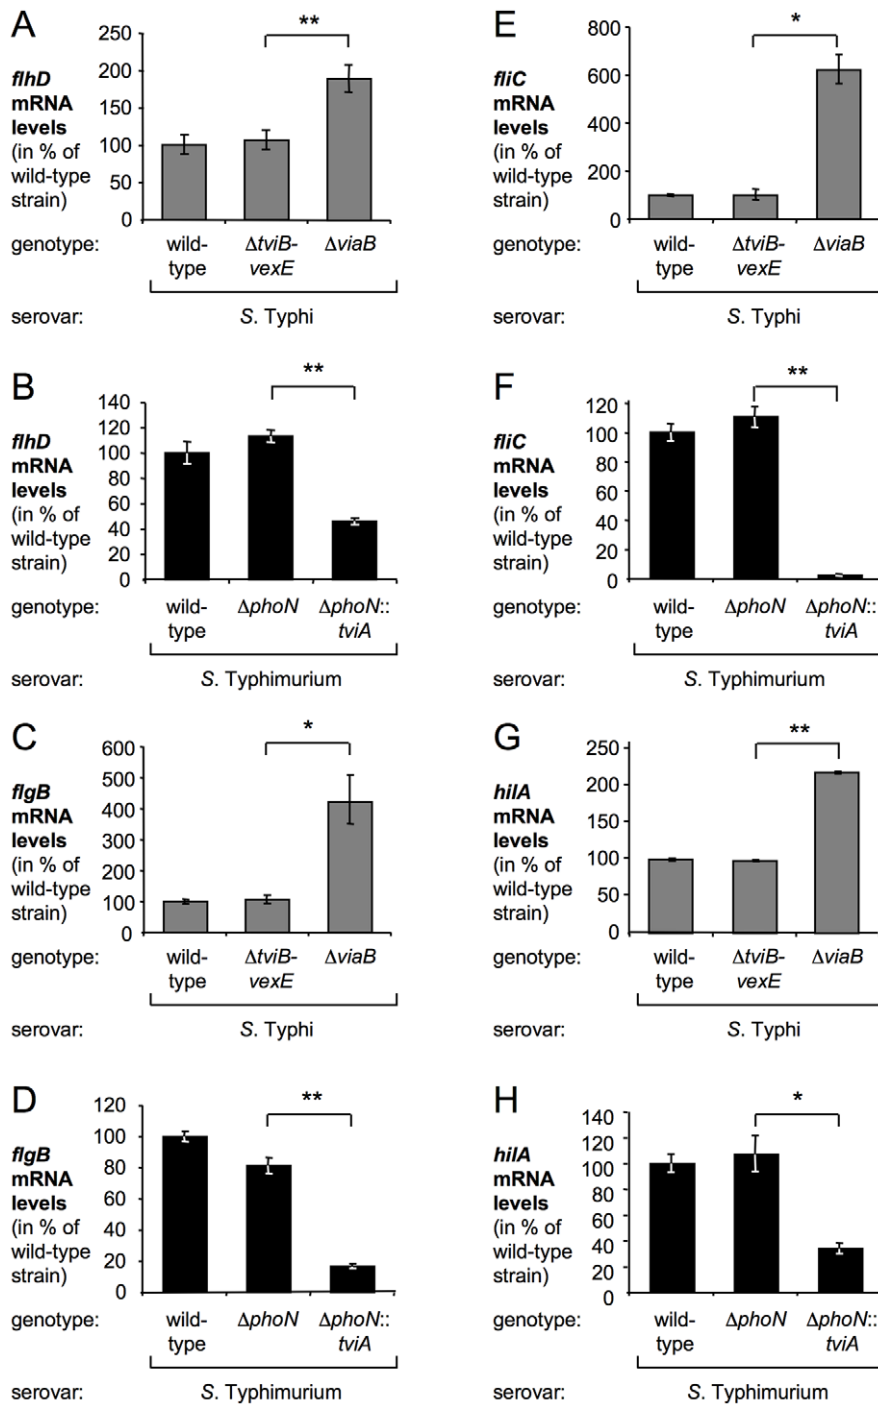 A
**
flhD
mRNA
levels
(in % of
wild-type
strain)
250
200
150
100
50
0
genotype:
wild-
type
ΔtviB-
vexE
ΔviaB
serovar:
S. Typhi
B
**
flhD
mRNA
levels
(in % of
wild-type
strain)
140
120
100
80
60
40
20
0
genotype:
wild-
type
ΔphoN
ΔphoN::
tviA
serovar:
S. Typhimurium
C
*
flgB
mRNA
levels
(in % of
wild-type
strain)
600
500
400
300
200
100
0
genotype:
wild-
type
ΔtviB-
vexE
ΔviaB
serovar:
S. Typhi
D
**
flgB
mRNA
levels
(in % of
wild-type
strain)
120
100
80
60
40
20
0
genotype:
wild-
type
ΔphoN
ΔphoN::
tviA
serovar:
S. Typhimurium
E
*
fliC
mRNA
levels
(in % of
wild-type
strain)
800
600
400
200
0
genotype:
wild-
type
ΔtviB-
vexE
ΔviaB
serovar:
S. Typhi
F
**
fliC
mRNA
levels
(in % of
wild-type
strain)
120
100
80
60
40
20
0
genotype:
wild-
type
ΔphoN
ΔphoN::
tviA
serovar:
S. Typhimurium
G
**
hilA
mRNA
levels
(in % of
wild-type
strain)
250
200
150
100
50
0
genotype:
wild-
type
ΔtviB-
vexE
ΔviaB
serovar:
S. Typhi
H
*
hilA
mRNA
levels
(in % of
wild-type
strain)
140
120
100
80
60
40
20
0
genotype:
wild-
type
ΔphoN
ΔphoN::
tviA
serovar:
S. Typhimurium